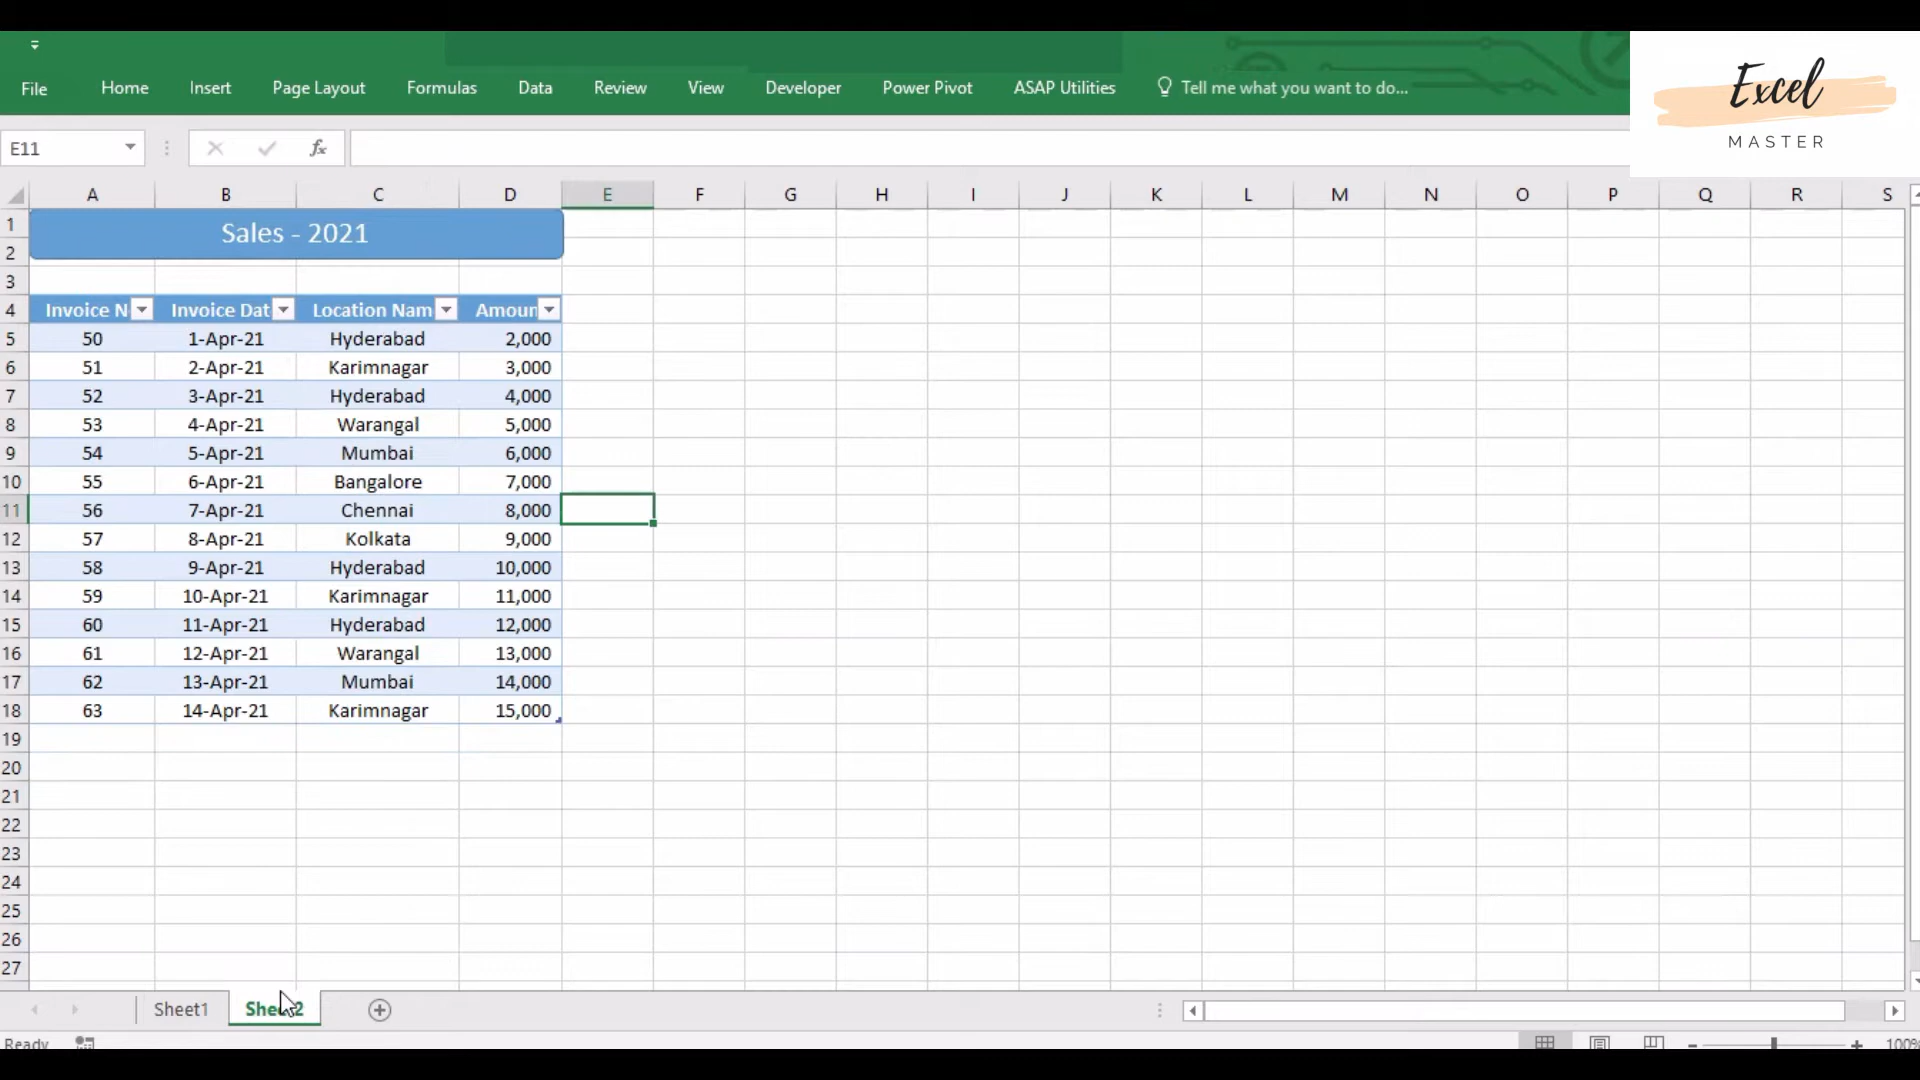 Excel
MASTER
File Home Insert Page Layout Formulas Data Review View Developer Power Pivot ASAP Utilities Tell me what you want to do...
E11 fx
A B C D E F G H I J K L M N O P Q R S
1 Sales - 2021
2
3
4 Invoice N Invoice Dat Location Nam Amoun
5 50 1-Apr-21 Hyderabad 2,000
6 51 2-Apr-21 Karimnagar 3,000
7 52 3-Apr-21 Hyderabad 4,000
8 53 4-Apr-21 Warangal 5,000
9 54 5-Apr-21 Mumbai 6,000
10 55 6-Apr-21 Bangalore 7,000
11 56 7-Apr-21 Chennai 8,000
12 57 8-Apr-21 Kolkata 9,000
13 58 9-Apr-21 Hyderabad 10,000
14 59 10-Apr-21 Karimnagar 11,000
15 60 11-Apr-21 Hyderabad 12,000
16 61 12-Apr-21 Warangal 13,000
17 62 13-Apr-21 Mumbai 14,000
18 63 14-Apr-21 Karimnagar 15,000
19
20
21
22
23
24
25
26
27
Sheet1 Sheet2
Ready 100%